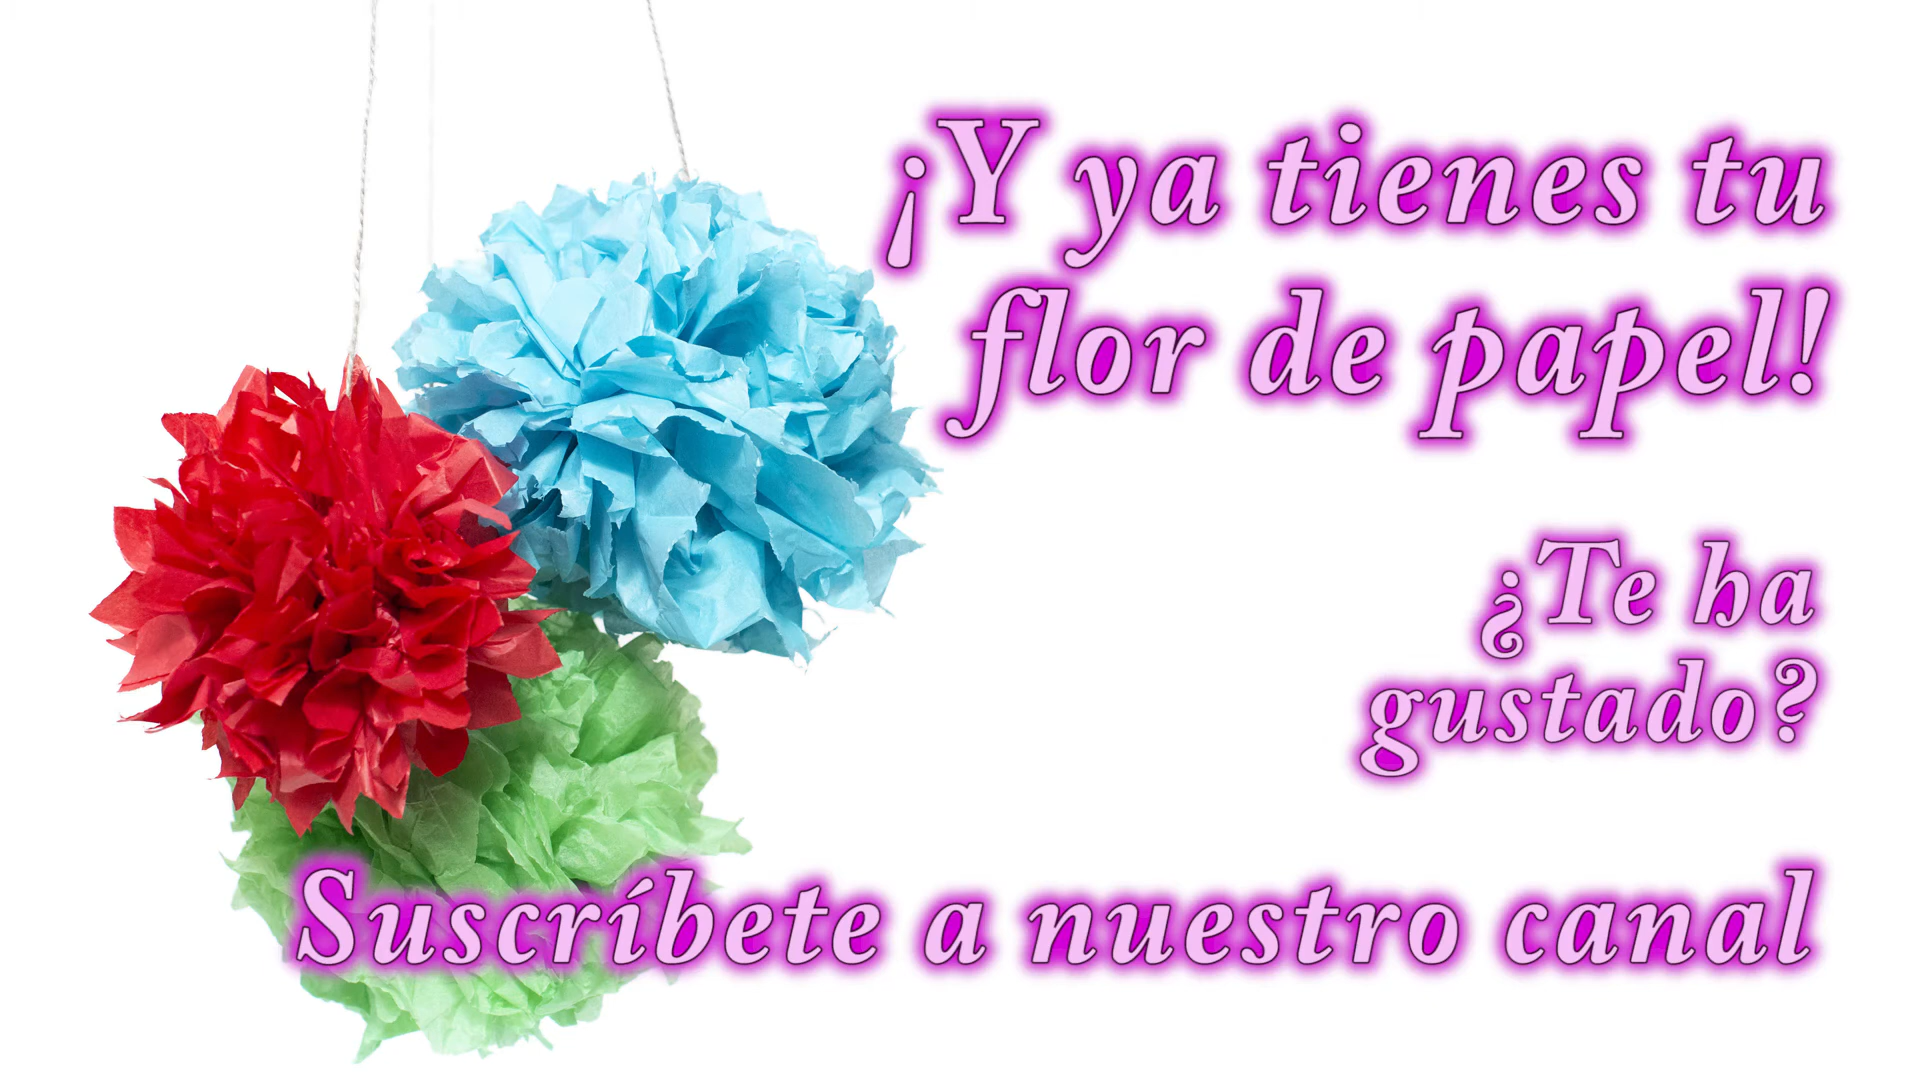 ¡Y ya tienes tu
flor de papel!
¿Te ha
gustado?
Suscríbete a nuestro canal